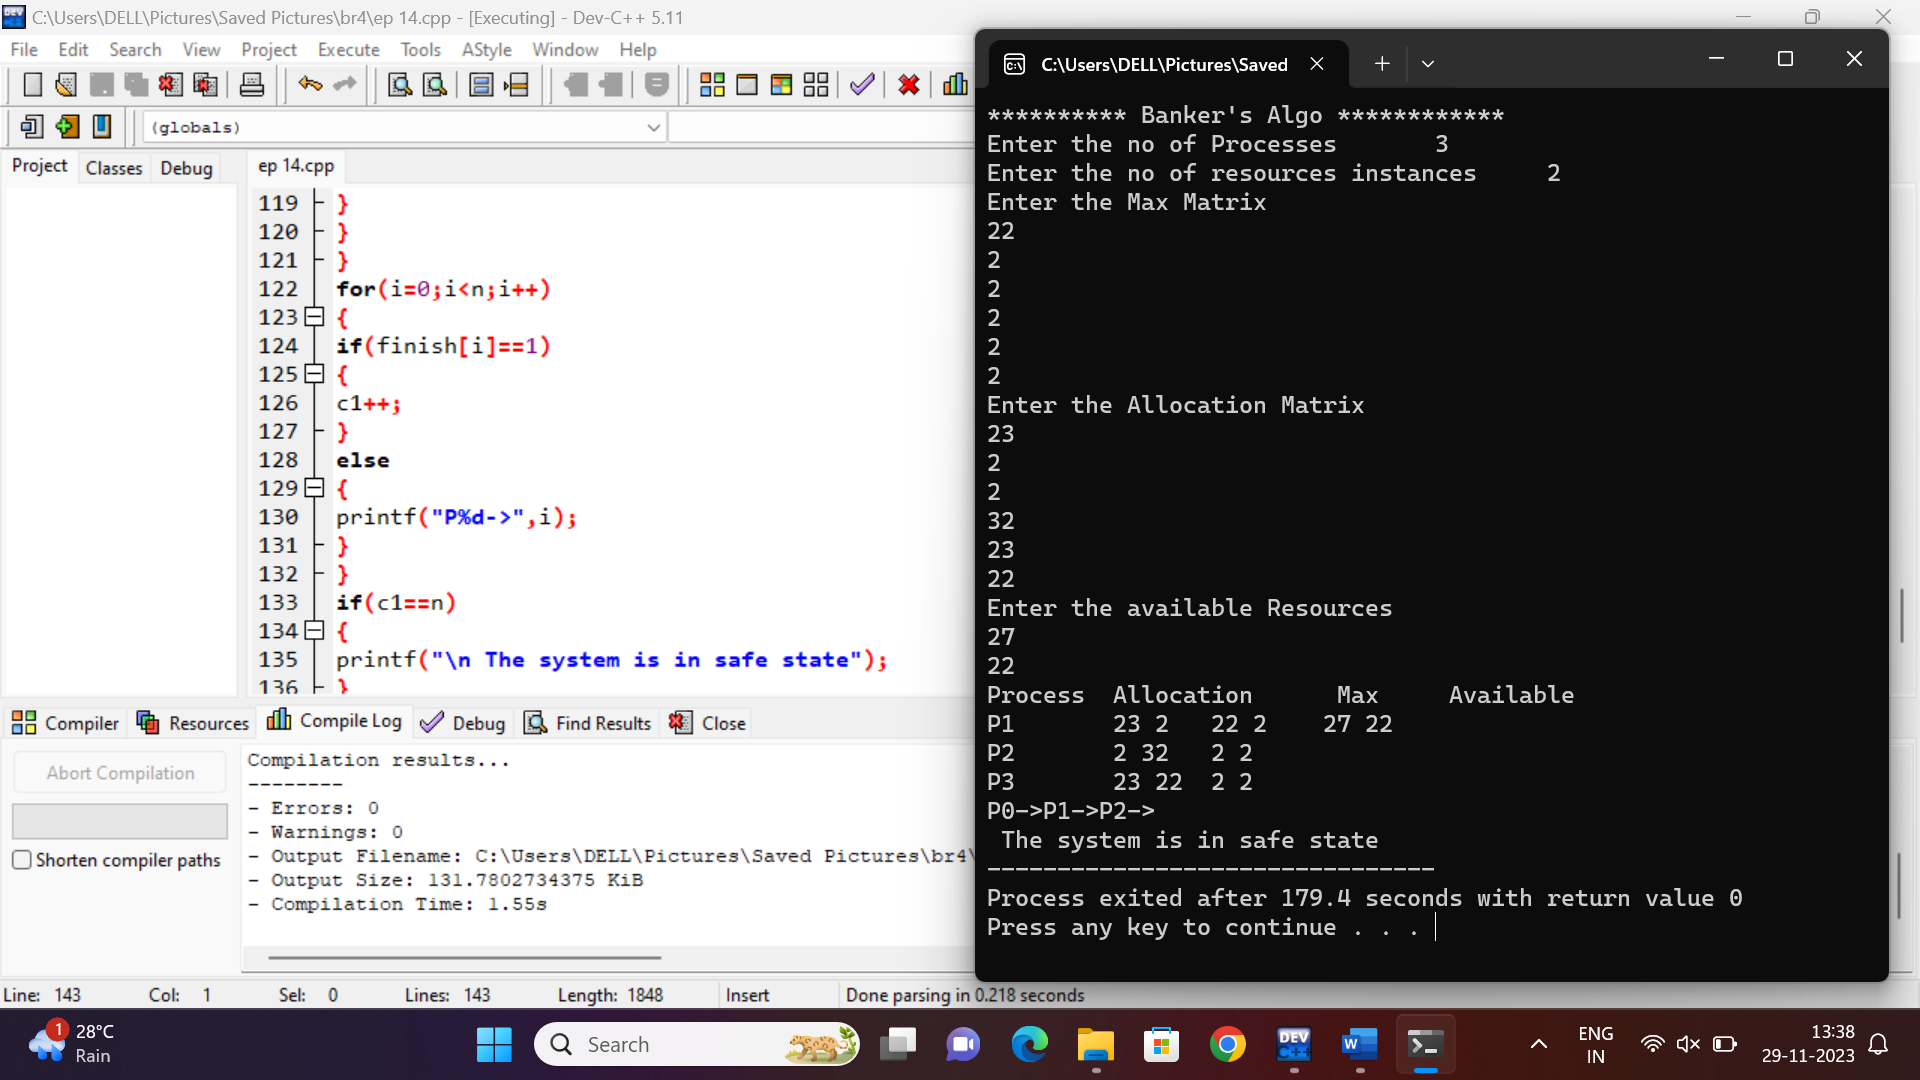 C:\Users\DELL\Pictures\Saved Pictures\br4\ep 14.cpp - [Executing] - Dev-C++ 5.11
File Edit Search View Project Execute Tools AStyle Window Help
(globals)
Project Classes Debug
ep 14.cpp
119 }
120 }
121 }
122 for(i=0;i<n;i++)
123 {
124 if(finish[i]==1)
125 {
126 c1++;
127 }
128 else
129 {
130 printf("P%d->",i);
131 }
132 }
133 if(c1==n)
134 {
135 printf("\n The system is in safe state");
136 }
Compiler Resources Compile Log Debug Find Results Close
Abort Compilation
Shorten compiler paths
Compilation results...
--------
- Errors: 0
- Warnings: 0
- Output Filename: C:\Users\DELL\Pictures\Saved Pictures\br4\
- Output Size: 131.7802734375 KiB
- Compilation Time: 1.55s
Line: 143 Col: 1 Sel: 0 Lines: 143 Length: 1848 Insert Done parsing in 0.218 seconds
C:\Users\DELL\Pictures\Saved
********** Banker's Algo ************
Enter the no of Processes 3
Enter the no of resources instances 2
Enter the Max Matrix
22
2
2
2
2
2
Enter the Allocation Matrix
23
2
2
32
23
22
Enter the available Resources
27
22
Process Allocation Max Available
P1 23 2 22 2 27 22
P2 2 32 2 2
P3 23 22 2 2
P0->P1->P2->
The system is in safe state
--------------------------------
Process exited after 179.4 seconds with return value 0
Press any key to continue . . .
1
28°C
Rain
Search
DEV
C++
W
ENG
IN
13:38
29-11-2023